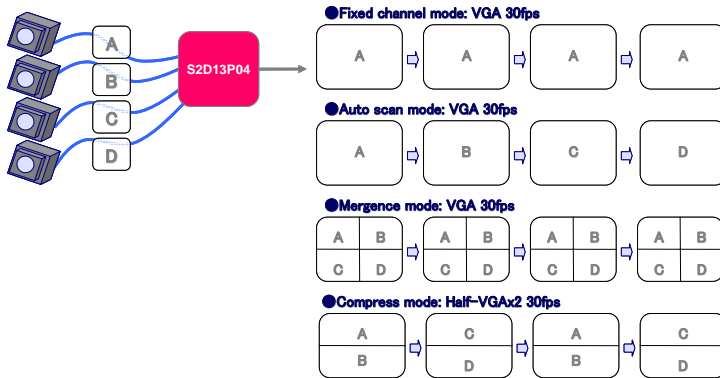 ●Fixed channel mode: VGA 30fps
A
B
C
D
S2D13P04
A A A A
●Auto scan mode: VGA 30fps
A B C D
●Mergence mode: VGA 30fps
A B A B A B A B
C D C D C D C D
●Compress mode: Half-VGAx2 30fps
A C A C
B D B D